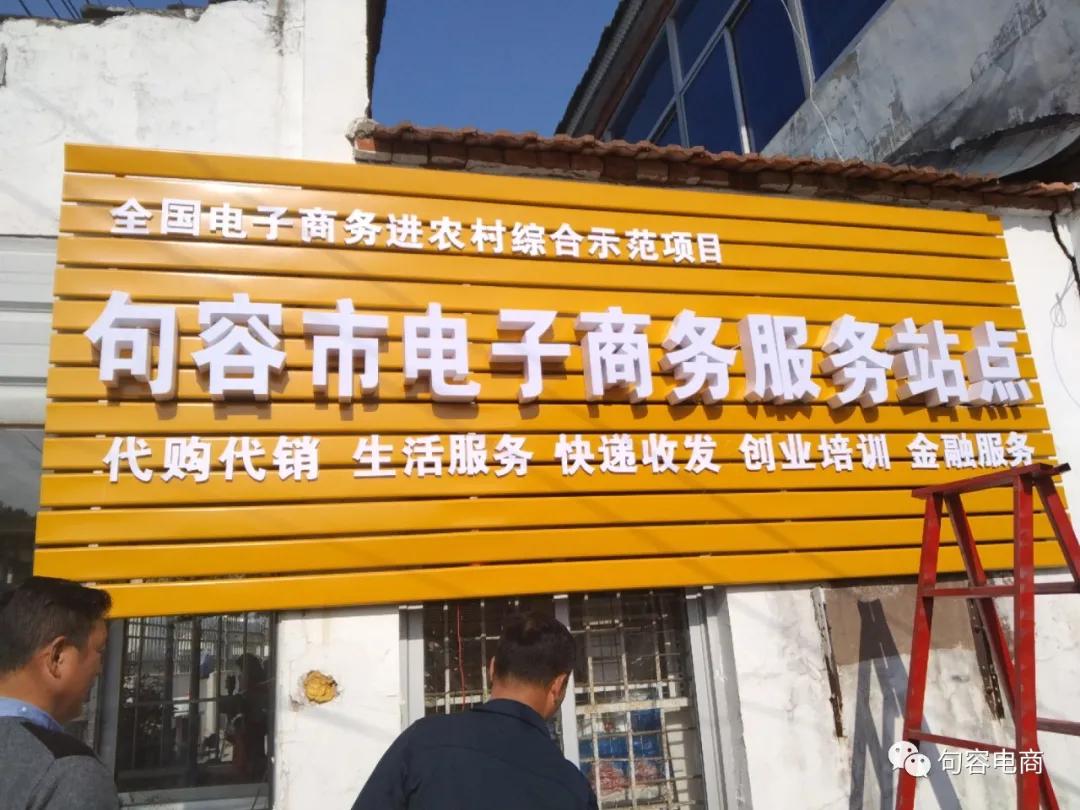 全国电子商务进农村综合示范项目
句容市电子商务服务站点
代购代销 生活服务 快递收发 创业培训 金融服务
句容电商